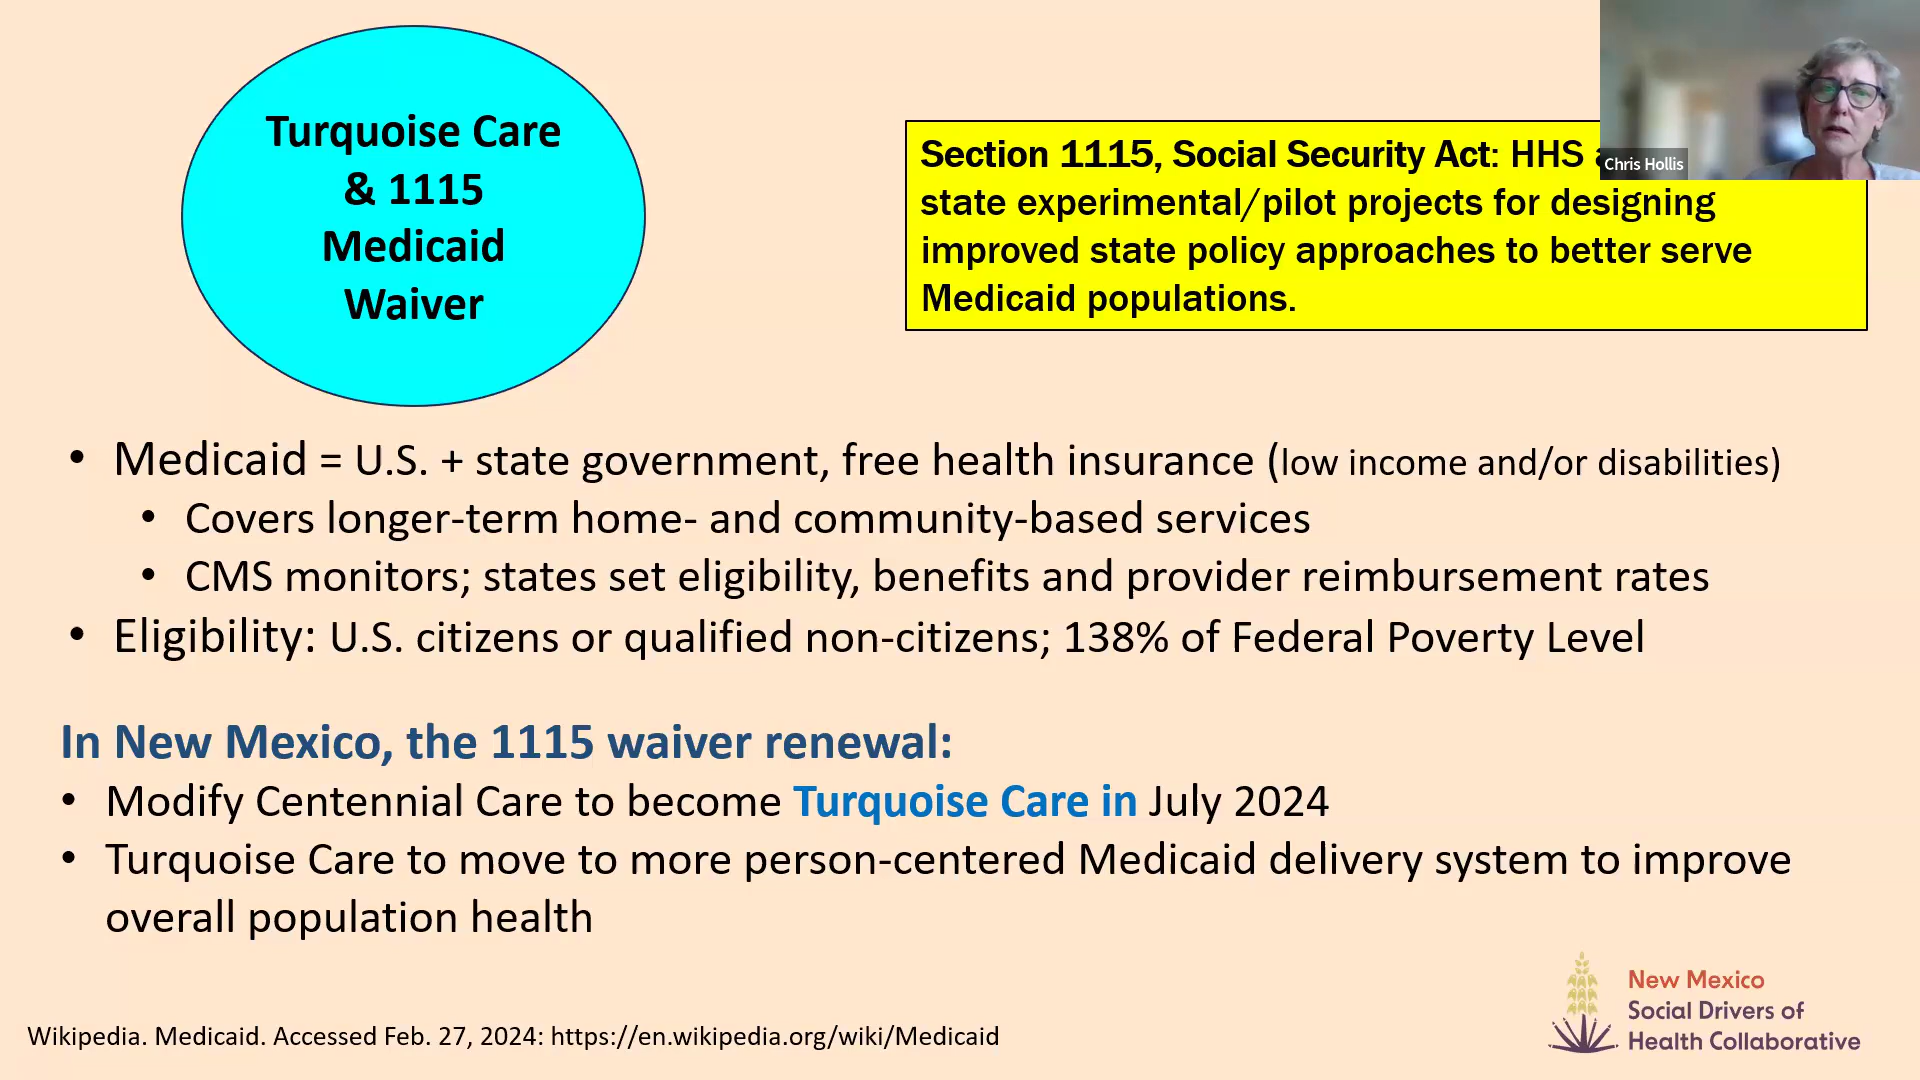 Turquoise Care
& 1115
Medicaid
Waiver
Section 1115, Social Security Act: HHS
state experimental/pilot projects for designing
improved state policy approaches to better serve
Medicaid populations.
Chris Hollis
• Medicaid = U.S. + state government, free health insurance (low income and/or disabilities)
• Covers longer-term home- and community-based services
• CMS monitors; states set eligibility, benefits and provider reimbursement rates
• Eligibility: U.S. citizens or qualified non-citizens; 138% of Federal Poverty Level
In New Mexico, the 1115 waiver renewal:
• Modify Centennial Care to become Turquoise Care in July 2024
• Turquoise Care to move to more person-centered Medicaid delivery system to improve
overall population health
Wikipedia. Medicaid. Accessed Feb. 27, 2024: https://en.wikipedia.org/wiki/Medicaid
New Mexico
Social Drivers of
Health Collaborative